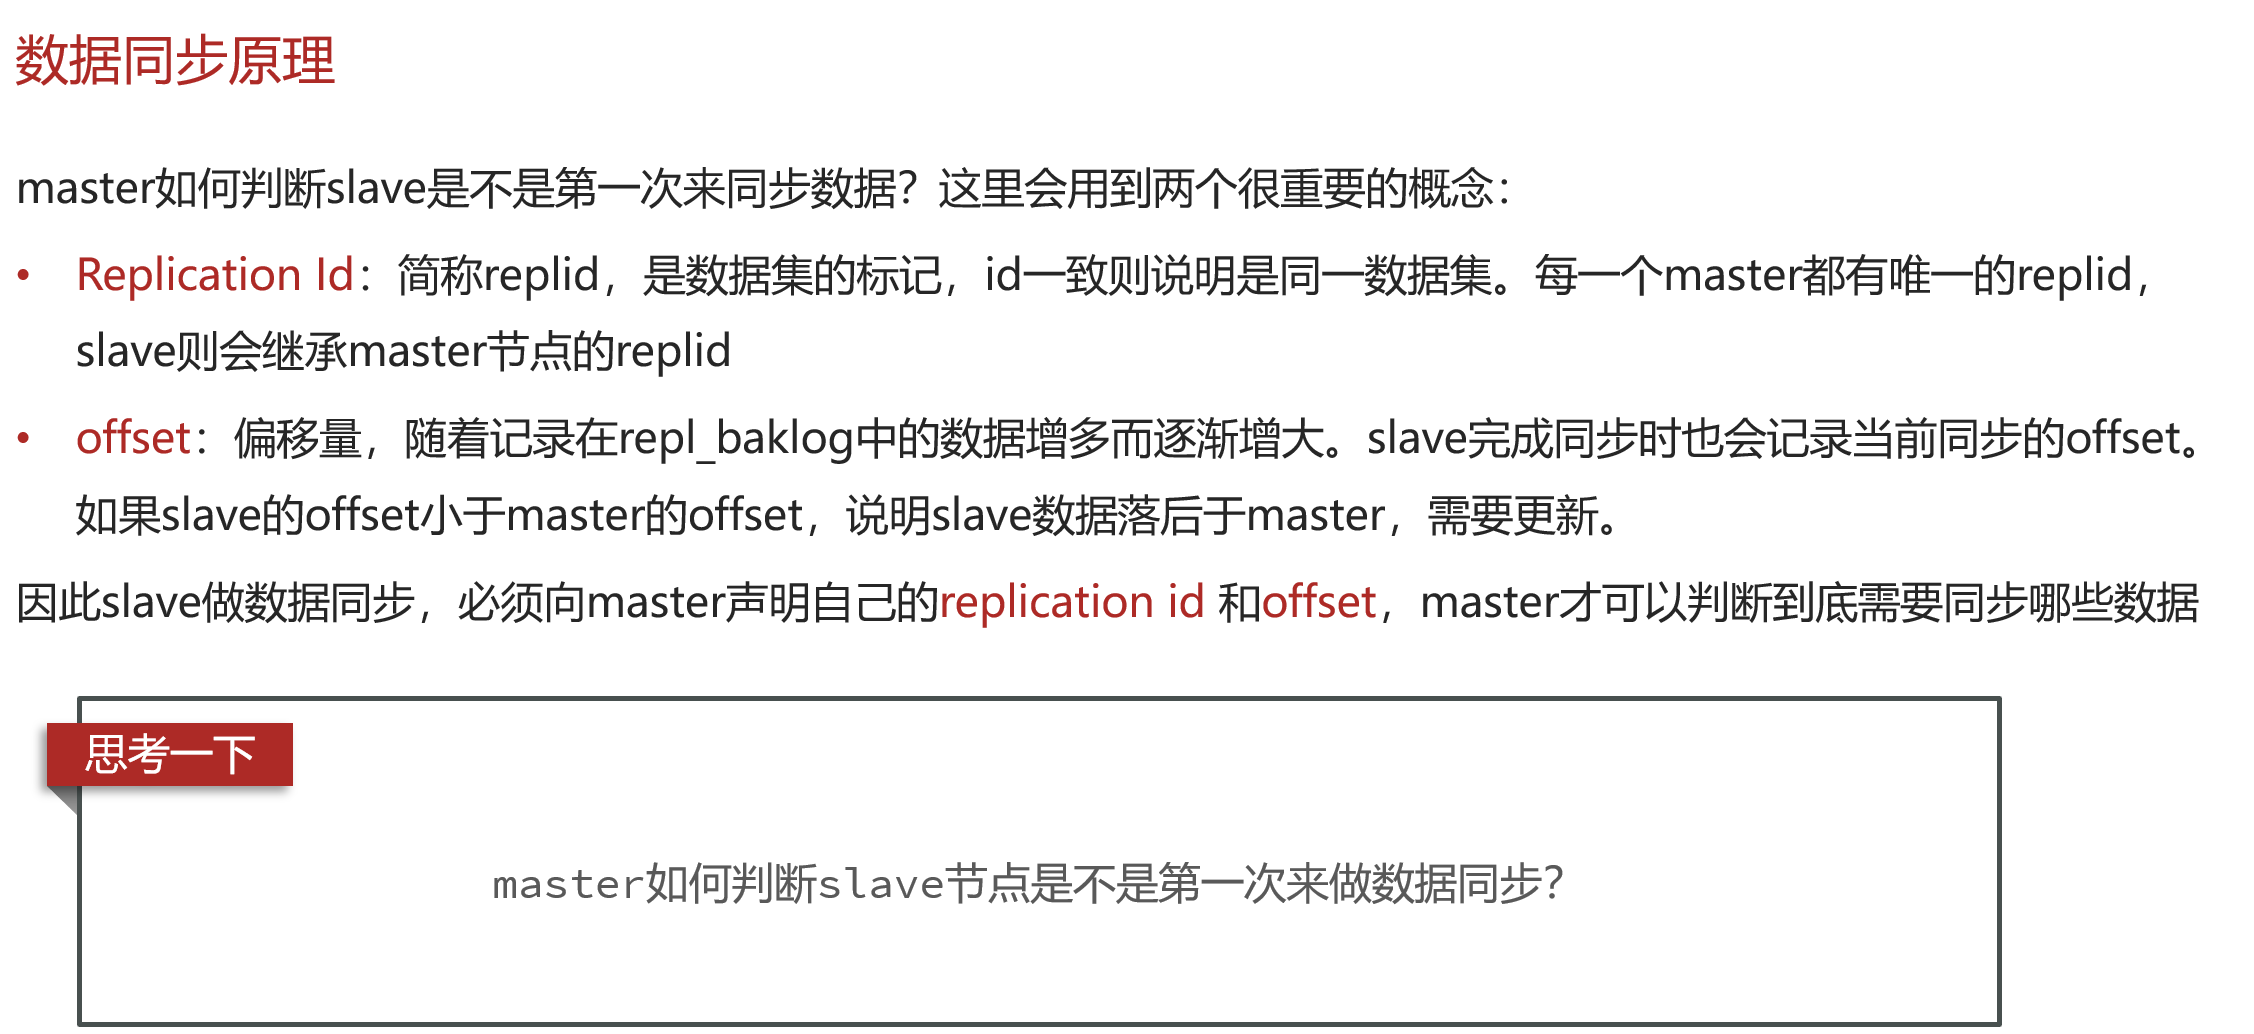 数据同步原理
master如何判断slave是不是第一次来同步数据？这里会用到两个很重要的概念：
• Replication Id：简称replid，是数据集的标记，id一致则说明是同一数据集。每一个master都有唯一的replid，
slave则会继承master节点的replid
• offset：偏移量，随着记录在repl_baklog中的数据增多而逐渐增大。slave完成同步时也会记录当前同步的offset。
如果slave的offset小于master的offset，说明slave数据落后于master，需要更新。
因此slave做数据同步，必须向master声明自己的replication id 和offset，master才可以判断到底需要同步哪些数据
思考一下
master如何判断slave节点是不是第一次来做数据同步？